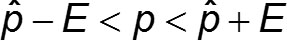 p̂ − E < p < p̂ + E